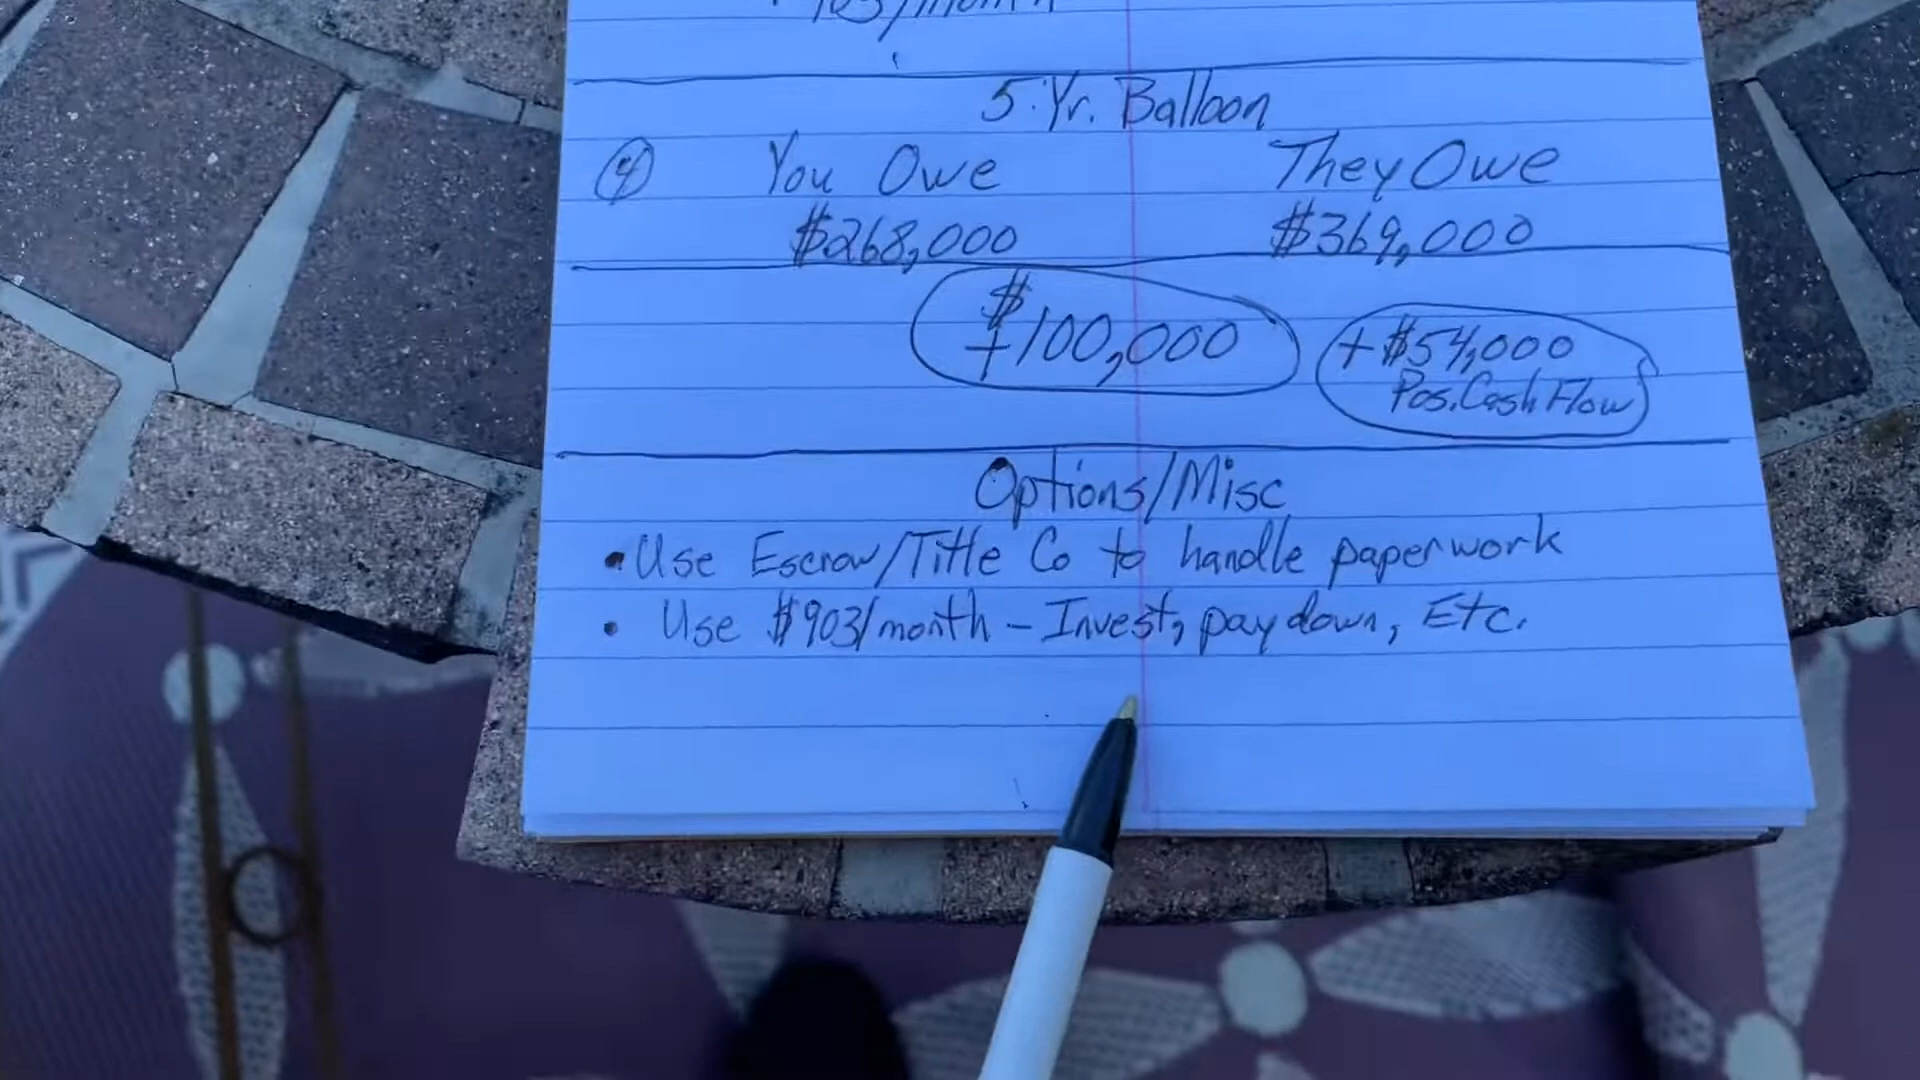 /month
5 Yr. Balloon
④ You Owe They Owe
$268,000 $369,000
$
+100,000
+$54,000
Pos. Cash Flow
Options/Misc
• Use Escrow/Title Co to handle paperwork
• Use $903/month – Invest, pay down, Etc.